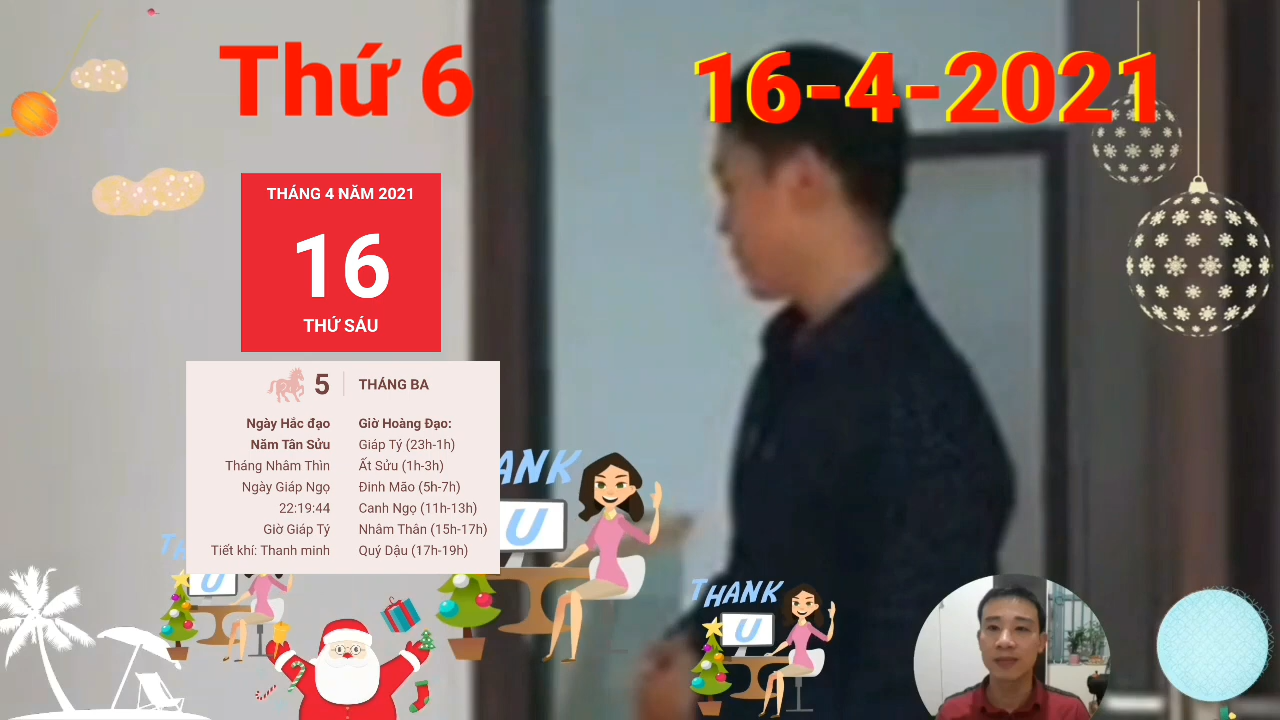 Thứ 6
16-4-2021
THÁNG 4 NĂM 2021
16
THỨ SÁU
5
THÁNG BA
Ngày Hắc đạo
Năm Tân Sửu
Tháng Nhâm Thìn
Ngày Giáp Ngọ
22:19:44
Giờ Giáp Tý
Tiết khí: Thanh minh
Giờ Hoàng Đạo:
Giáp Tý (23h-1h)
Ất Sửu (1h-3h)
Đinh Mão (5h-7h)
Canh Ngọ (11h-13h)
Nhâm Thân (15h-17h)
Quý Dậu (17h-19h)
ANK
U
TH
U
THANK
U